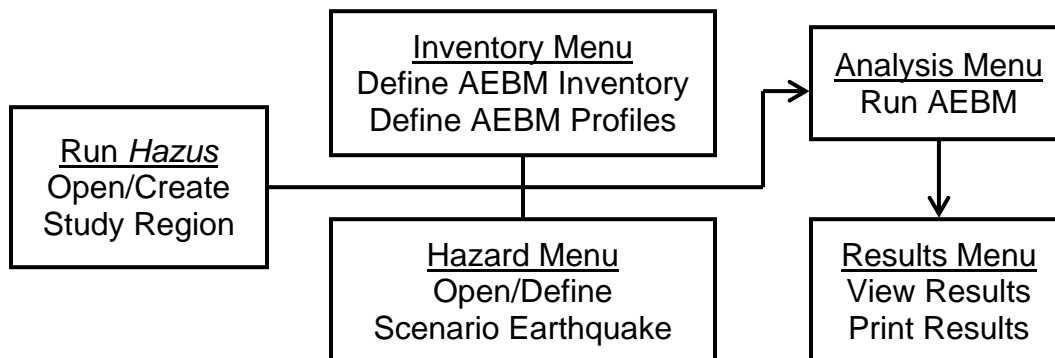 Run Hazus
Open/Create
Study Region
Inventory Menu
Define AEBM Inventory
Define AEBM Profiles
Hazard Menu
Open/Define
Scenario Earthquake
Analysis Menu
Run AEBM
Results Menu
View Results
Print Results